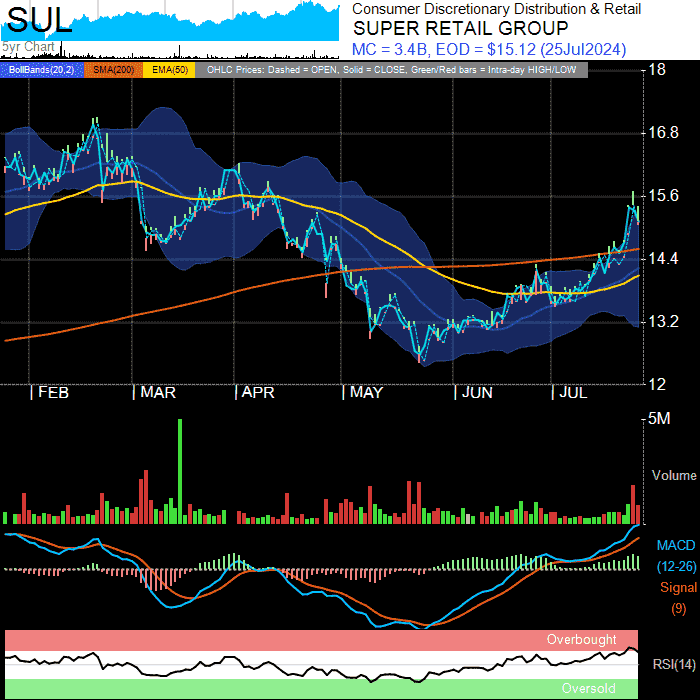 SUL
5yr Chart
Consumer Discretionary Distribution & Retail
SUPER RETAIL GROUP
MC = 3.4B, EOD = $15.12 (25Jul2024)
BollBands(20,2) SMA(200) EMA(50) OHLC Prices: Dashed = OPEN, Solid = CLOSE, Green/Red bars = Intra-day HIGH/LOW
18
16.8
15.6
14.4
13.2
12
| FEB | MAR | APR | MAY | JUN | JUL
5M
Volume
MACD
(12-26)
Signal
(9)
Overbought
RSI(14)
Oversold